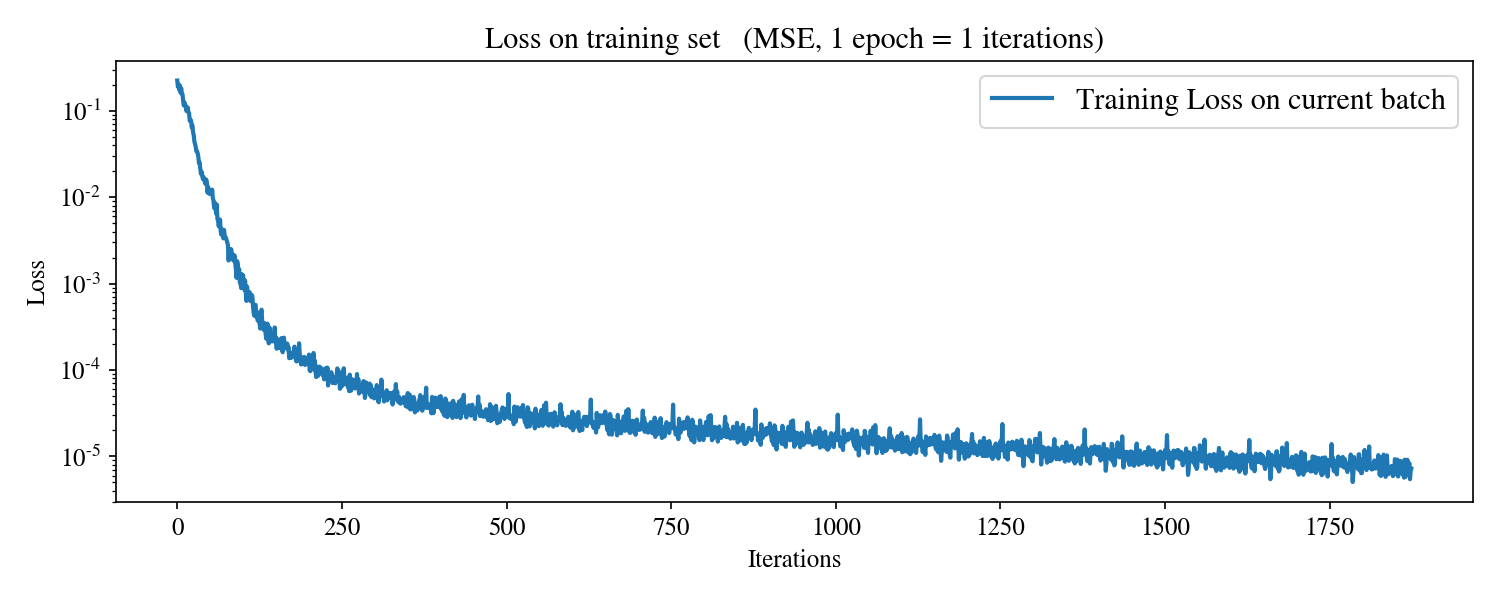 Loss on training set   (MSE, 1 epoch = 1 iterations)
Training Loss on current batch
Loss
10^-1
10^-2
10^-3
10^-4
10^-5
0 250 500 750 1000 1250 1500 1750
Iterations